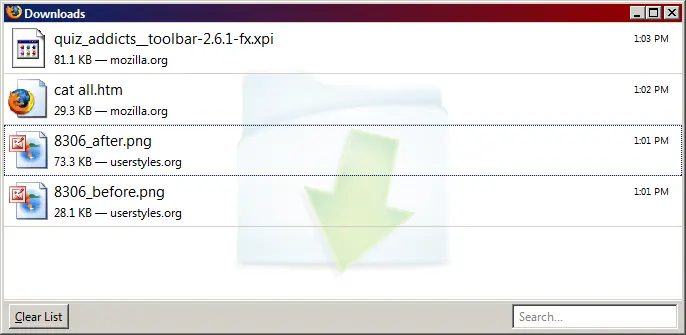 Downloads
quiz_addicts__toolbar-2.6.1-fx.xpi 1:03 PM
81.1 KB — mozilla.org
cat all.htm 1:02 PM
29.3 KB — mozilla.org
8306_after.png 1:01 PM
73.3 KB — userstyles.org
8306_before.png 1:01 PM
28.1 KB — userstyles.org
Clear List Search...